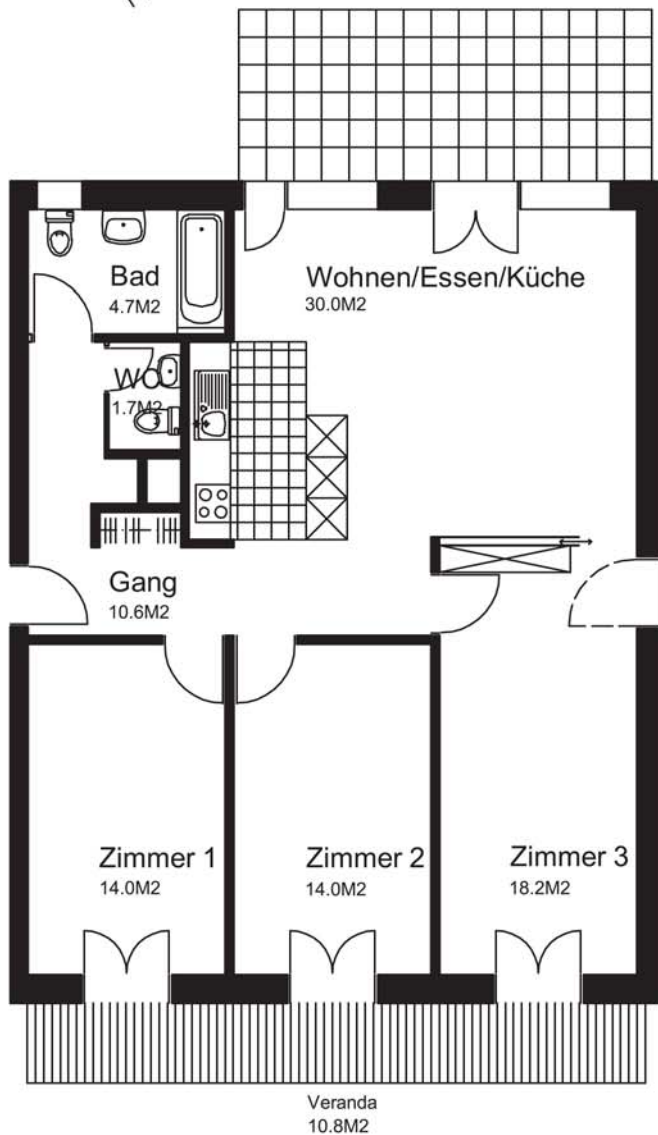 Bad
4.7M2
Wohnen/Essen/Küche
30.0M2
WC
1.7M2
Gang
10.6M2
Zimmer 1
14.0M2
Zimmer 2
14.0M2
Zimmer 3
18.2M2
Veranda
10.8M2